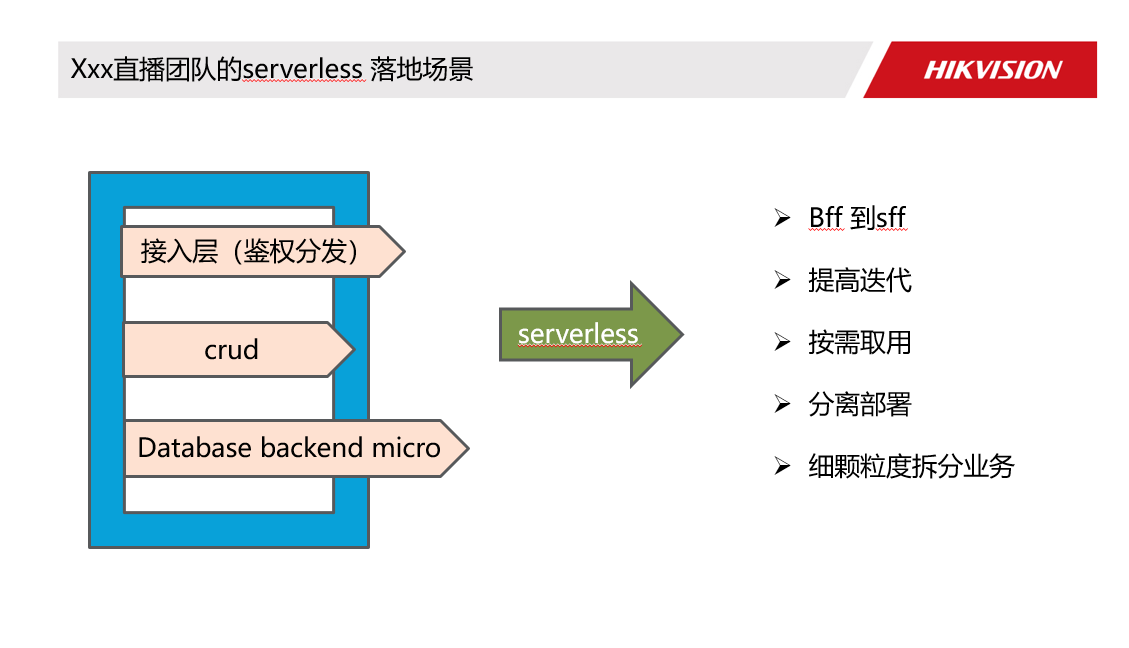 Xxx直播团队的serverless 落地场景
HIKVISION
接入层（鉴权分发）
crud
Database backend micro
serverless
Bff 到sff
提高迭代
按需取用
分离部署
细颗粒度拆分业务